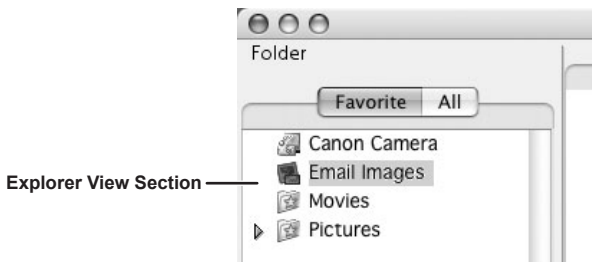 Folder
Favorite All
Canon Camera
Email Images
Explorer View Section
Movies
Pictures